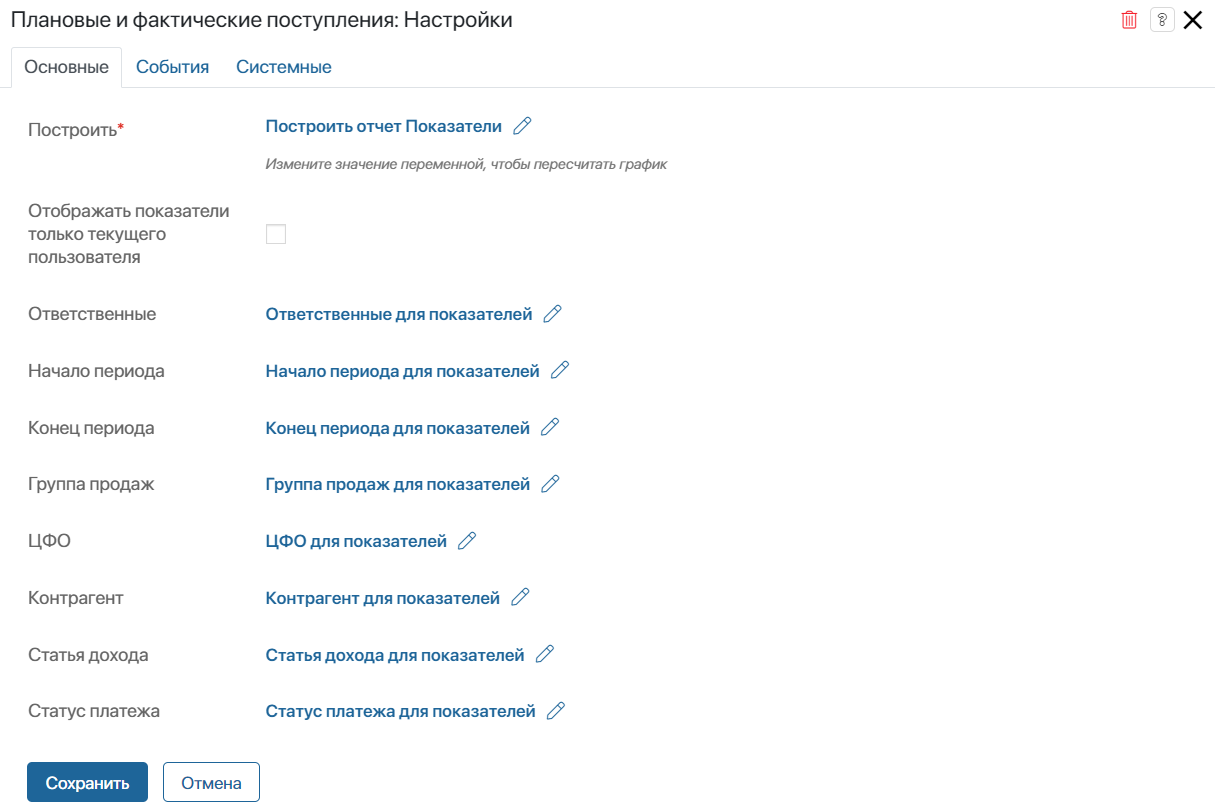 Плановые и фактические поступления: Настройки
?
Основные События Системные
Построить* Построить отчет Показатели
Измените значение переменной, чтобы пересчитать график
Отображать показатели
только текущего
пользователя
Ответственные Ответственные для показателей
Начало периода Начало периода для показателей
Конец периода Конец периода для показателей
Группа продаж Группа продаж для показателей
ЦФО ЦФО для показателей
Контрагент Контрагент для показателей
Статья дохода Статья дохода для показателей
Статус платежа Статус платежа для показателей
Сохранить Отмена